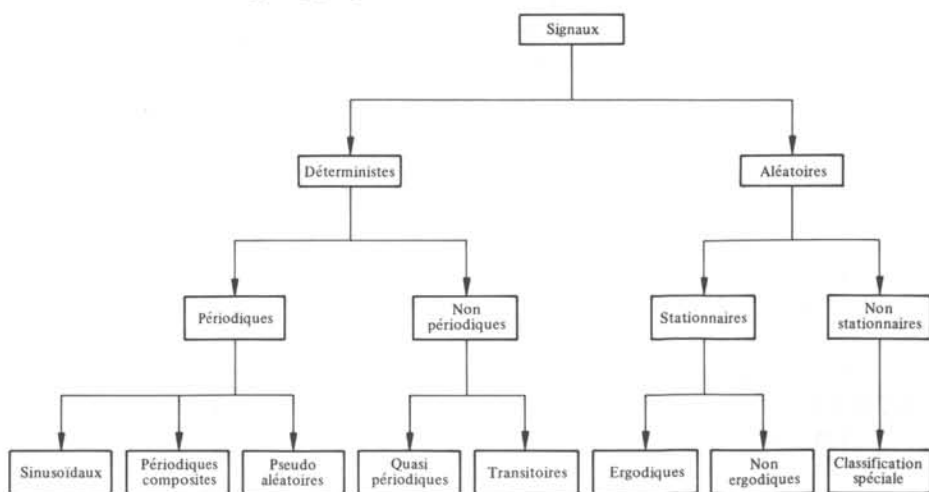 Signaux
Déterministes
Aléatoires
Périodiques
Non
périodiques
Stationnaires
Non
stationnaires
Sinusoïdaux
Périodiques
composites
Pseudo
aléatoires
Quasi
périodiques
Transitoires
Ergodiques
Non
ergodiques
Classification
spéciale